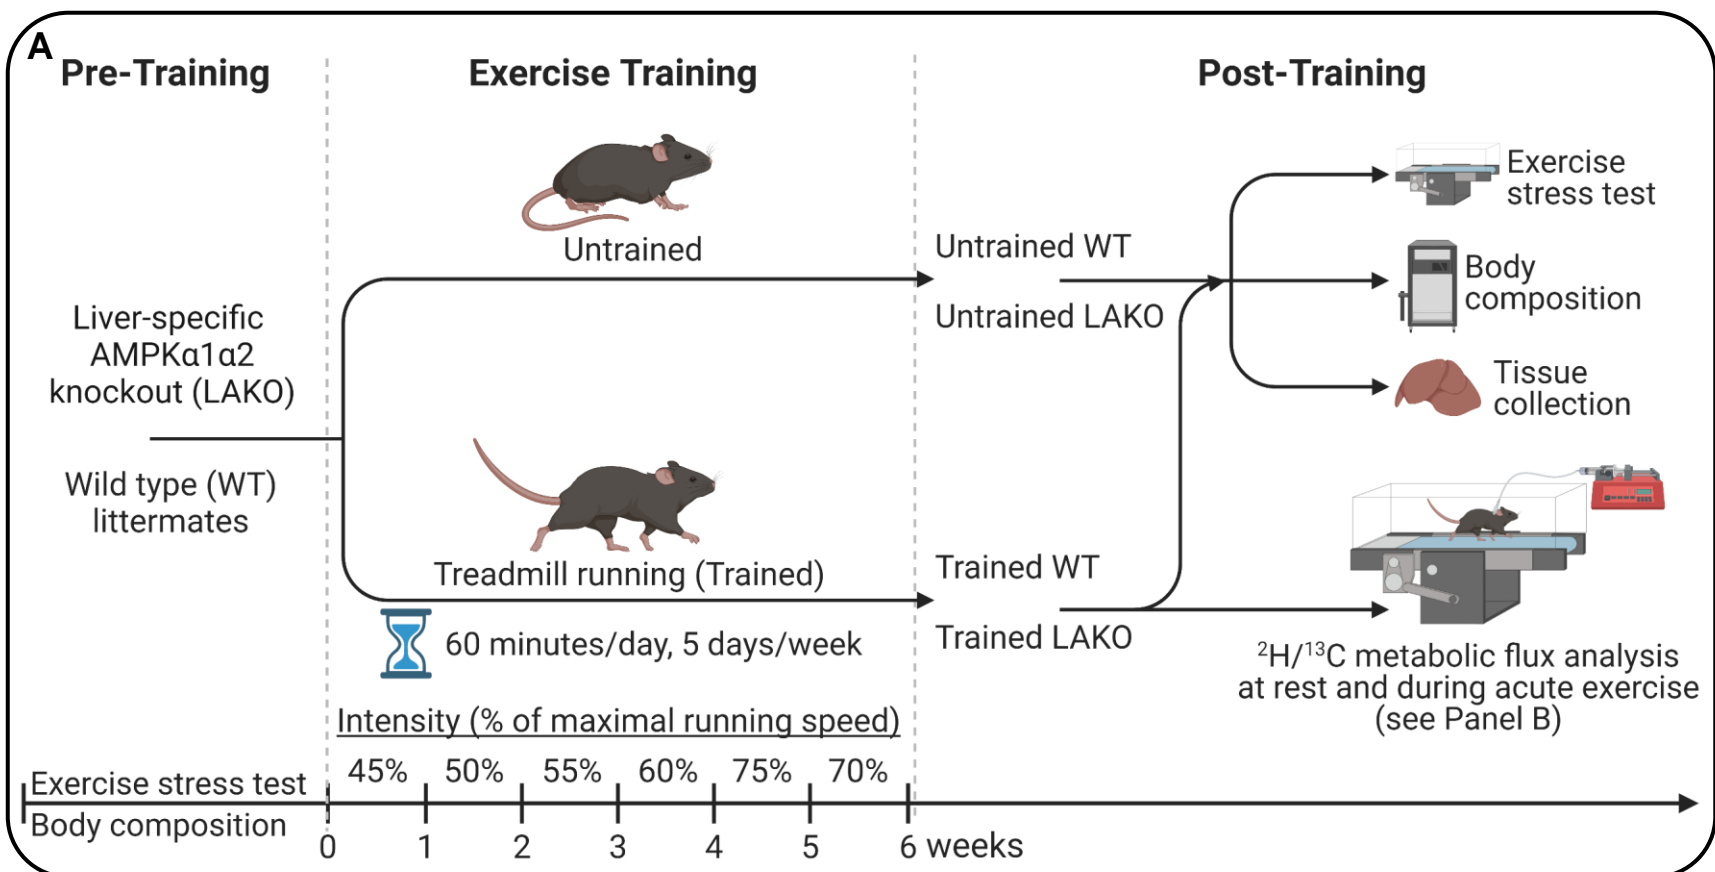 A
Pre-Training
Exercise Training
Post-Training
Untrained
Liver-specific
AMPKα1α2
knockout (LAKO)
Wild type (WT)
littermates
Treadmill running (Trained)
60 minutes/day, 5 days/week
Intensity (% of maximal running speed)
45% 50% 55% 60% 75% 70%
Exercise stress test
Body composition
0 1 2 3 4 5 6 weeks
Untrained WT
Untrained LAKO
Trained WT
Trained LAKO
Exercise
stress test
Body
composition
Tissue
collection
²H/¹³C metabolic flux analysis
at rest and during acute exercise
(see Panel B)